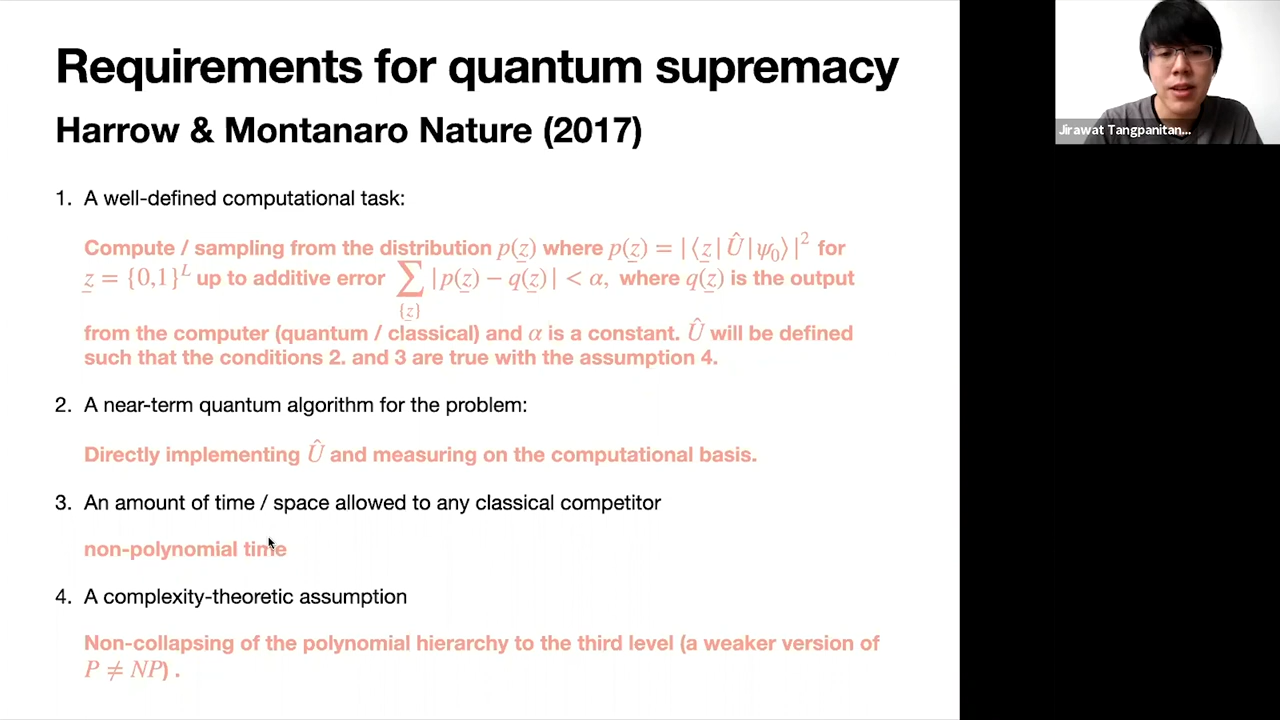 Requirements for quantum supremacy
Harrow & Montanaro Nature (2017)
1. A well-defined computational task:
Compute / sampling from the distribution p(z̲) where p(z̲) = |⟨z̲|Û|ψ₀⟩|² for
z̲ = {0,1}ᴸ up to additive error ∑_{z̲} |p(z̲) − q(z̲)| < α, where q(z̲) is the output
from the computer (quantum / classical) and α is a constant. Û will be defined
such that the conditions 2. and 3 are true with the assumption 4.
2. A near-term quantum algorithm for the problem:
Directly implementing Û and measuring on the computational basis.
3. An amount of time / space allowed to any classical competitor
non-polynomial time
4. A complexity-theoretic assumption
Non-collapsing of the polynomial hierarchy to the third level (a weaker version of
P ≠ NP) .
Jirawat Tangpanitan...